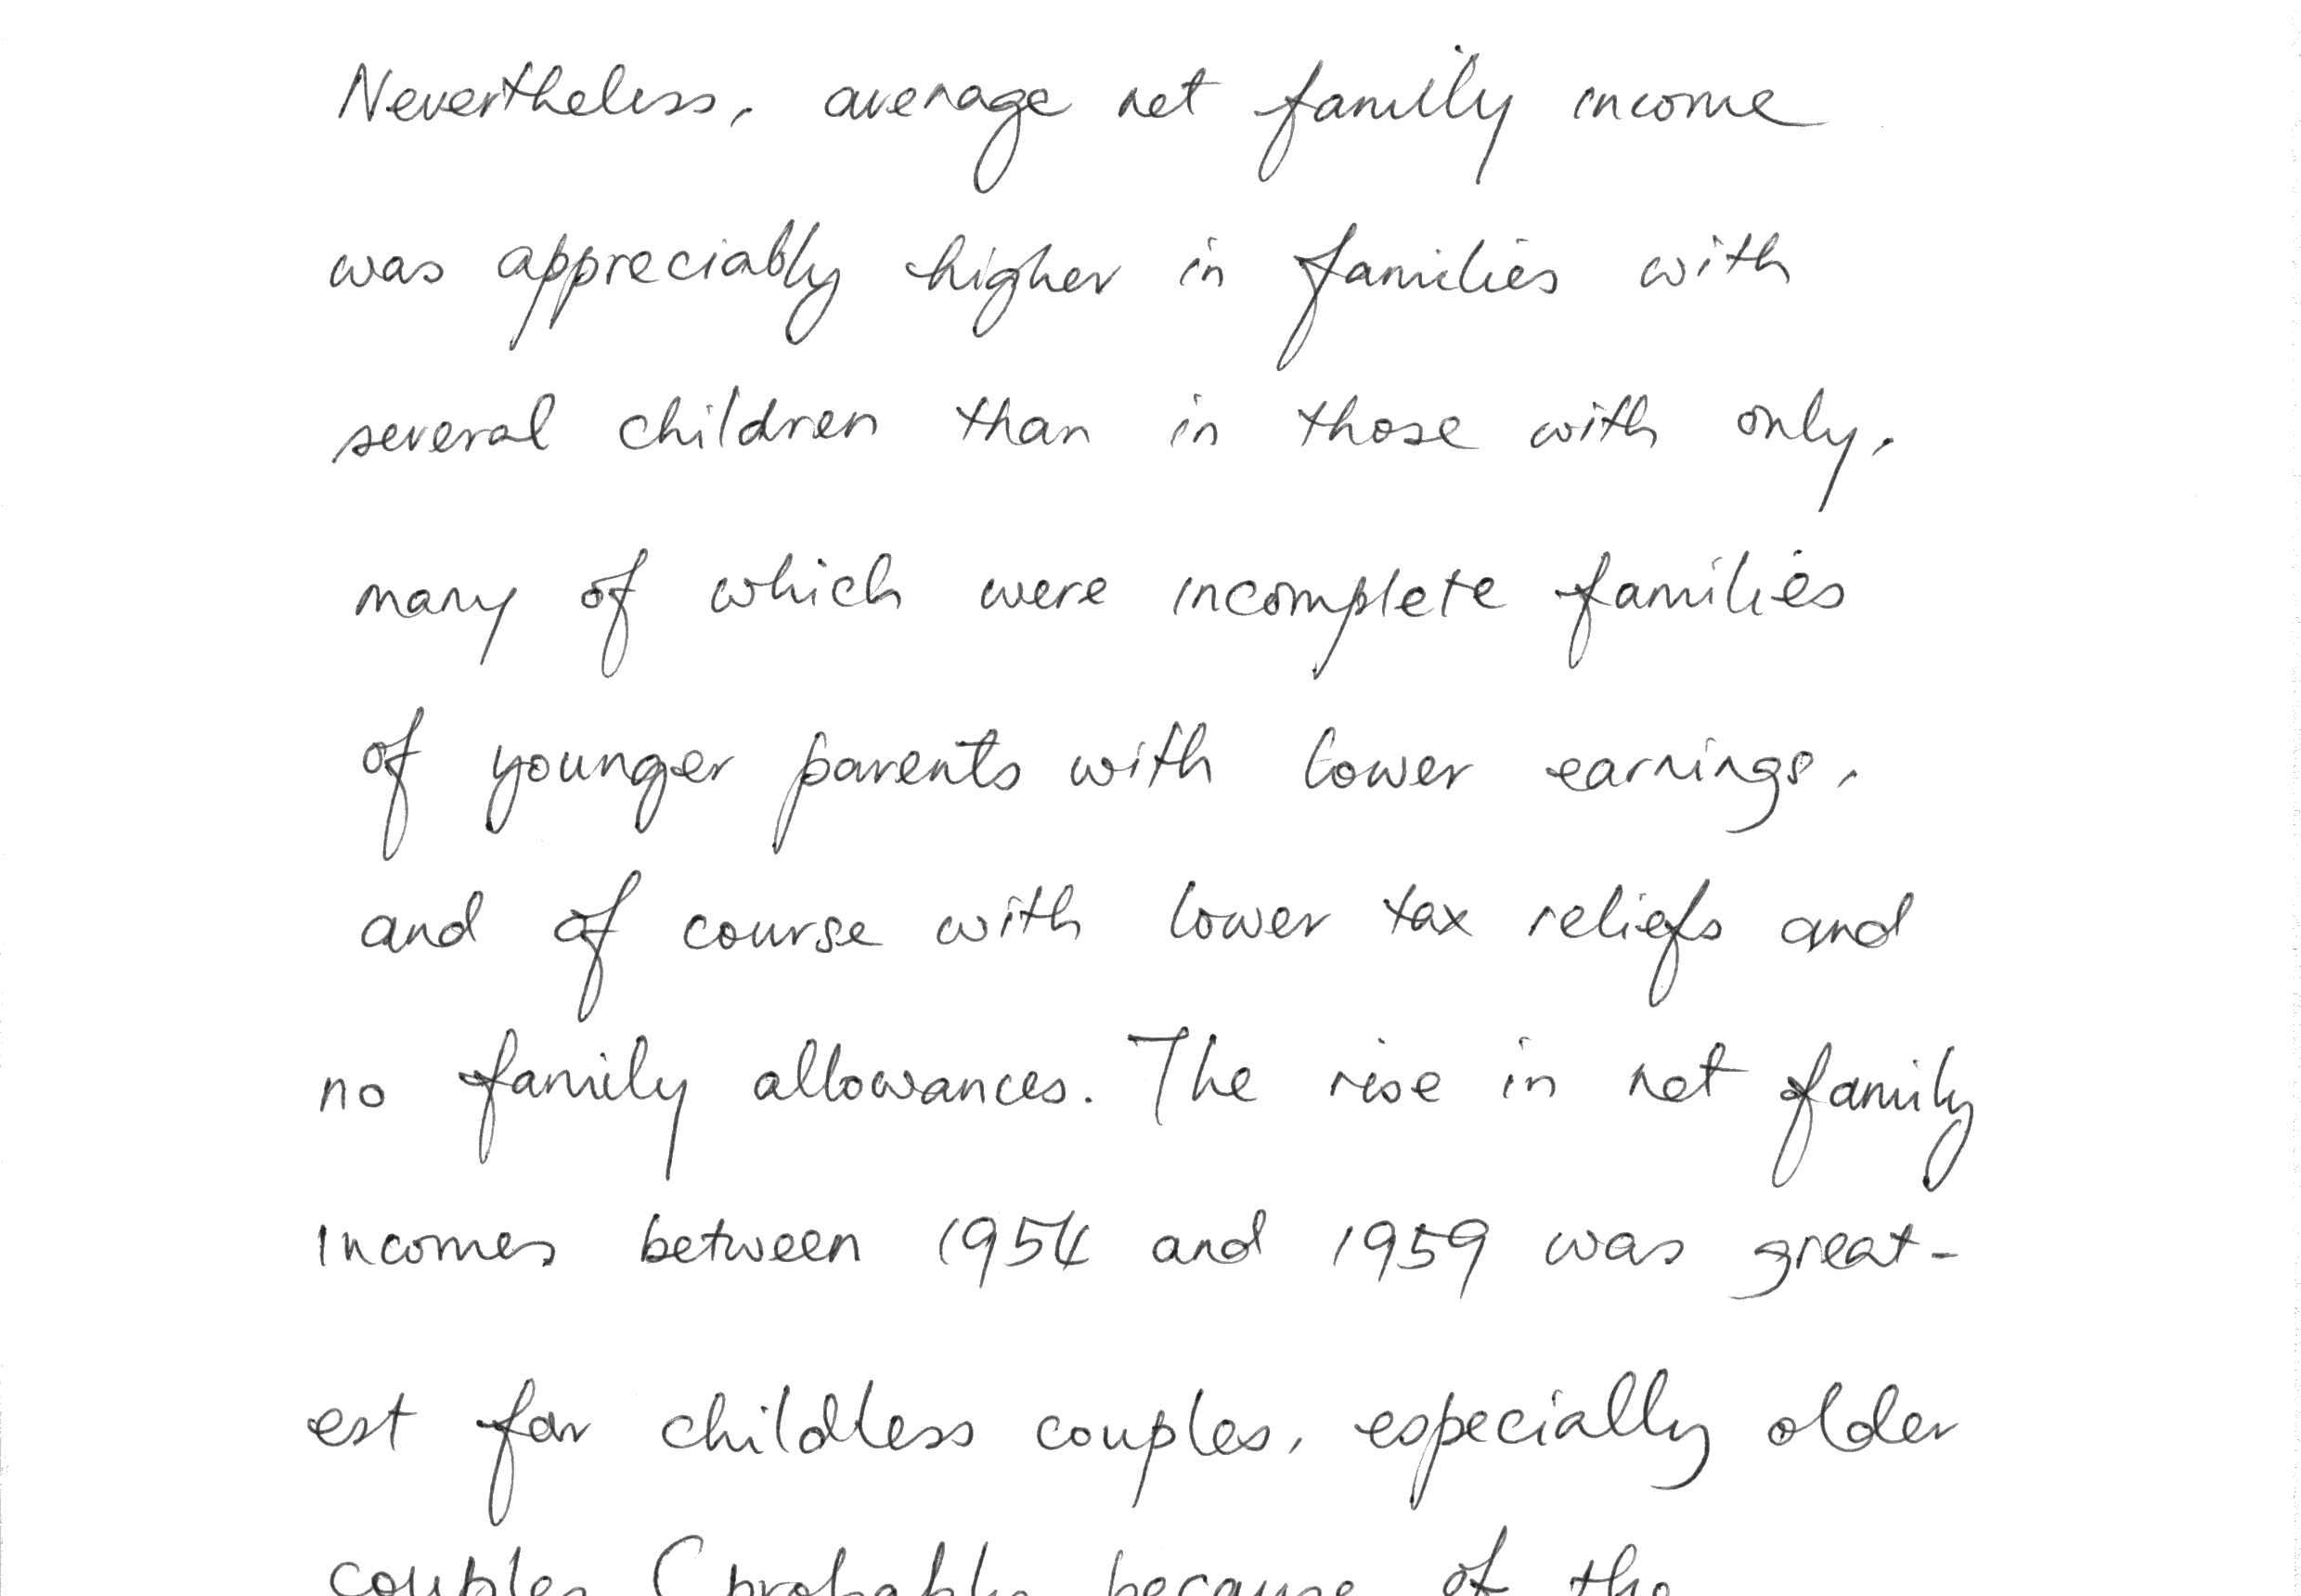 Nevertheless, average net family income
was appreciably higher in families with
several children than in those with only,
many of which were incomplete families
of younger parents with lower earnings,
and of course with lower tax reliefs and
no family allowances. The rise in net family
incomes between 1954 and 1959 was great-
est for childless couples, especially older
couples (probably because of the